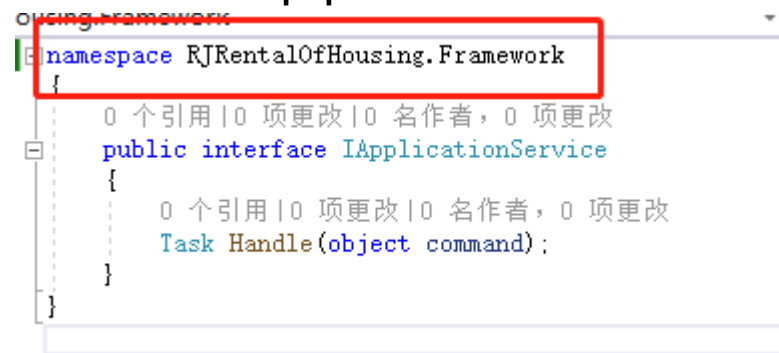 ousing.Framework
namespace RJRentalOfHousing.Framework
{
0 个引用|0 项更改|0 名作者，0 项更改
public interface IApplicationService
{
0 个引用|0 项更改|0 名作者，0 项更改
Task Handle(object command);
}
}